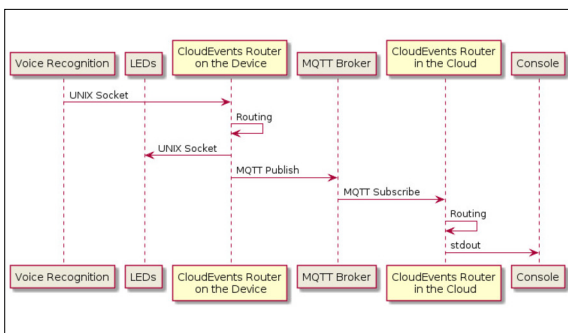 Voice Recognition
LEDs
CloudEvents Router
on the Device
MQTT Broker
CloudEvents Router
in the Cloud
Console
UNIX Socket
Routing
UNIX Socket
MQTT Publish
MQTT Subscribe
Routing
stdout
Voice Recognition
LEDs
CloudEvents Router
on the Device
MQTT Broker
CloudEvents Router
in the Cloud
Console